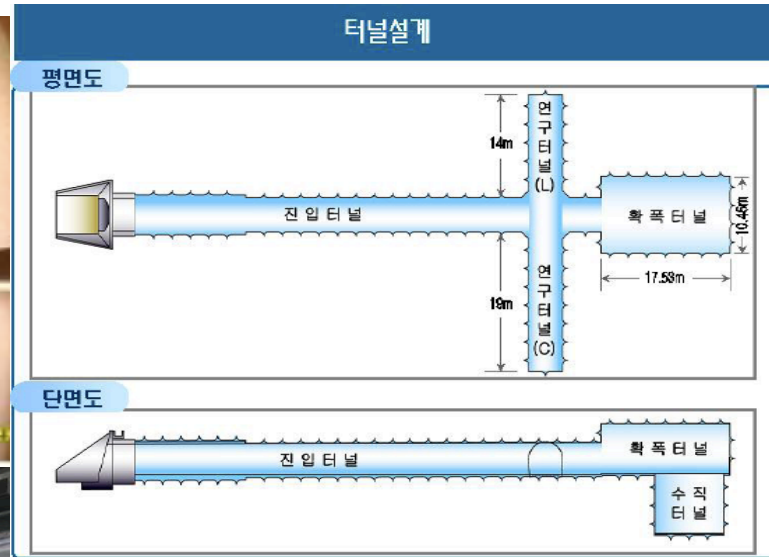 터널설계
평면도
14m
연구터널(L)
진입터널
확폭터널
10.46m
17.53m
19m
연구터널(C)
단면도
진입터널
확폭터널
수직
터널